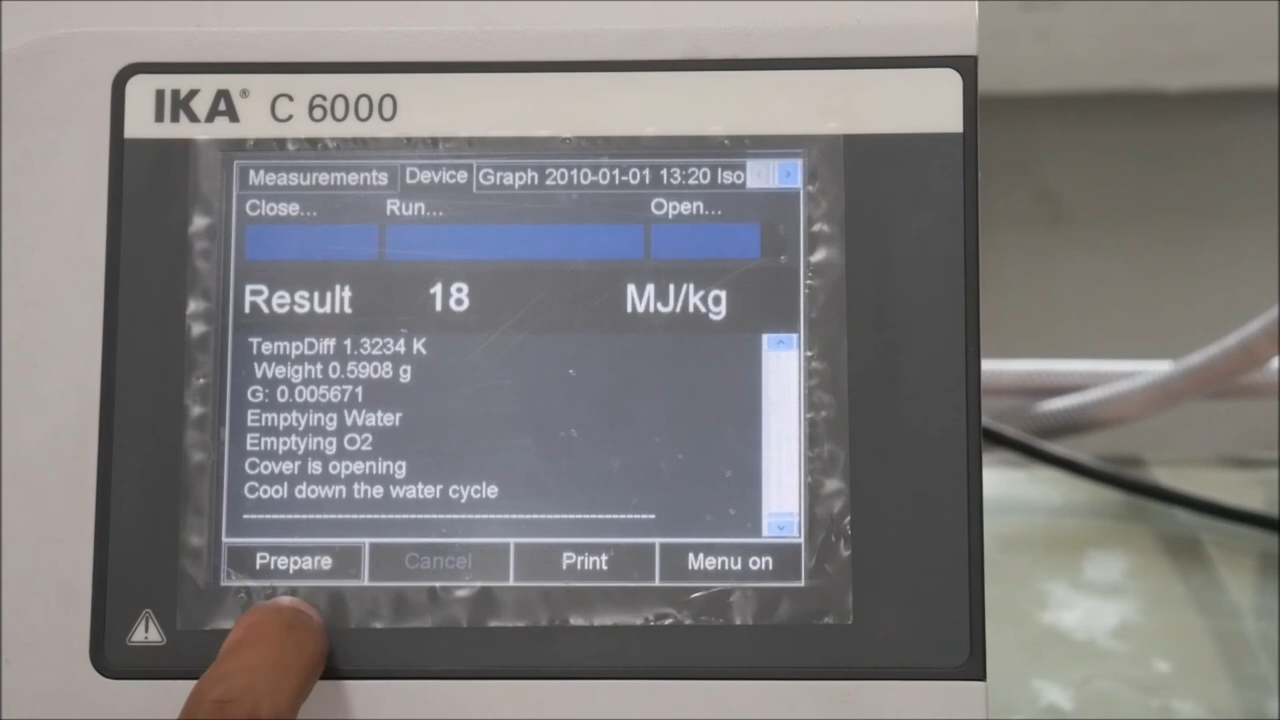 IKA® C 6000
Measurements Device Graph 2010-01-01 13:20 Iso
Close... Run... Open...
Result 18 MJ/kg
TempDiff 1.3234 K
Weight 0.5908 g
G: 0.005671
Emptying Water
Emptying O2
Cover is opening
Cool down the water cycle
Prepare Cancel Print Menu on